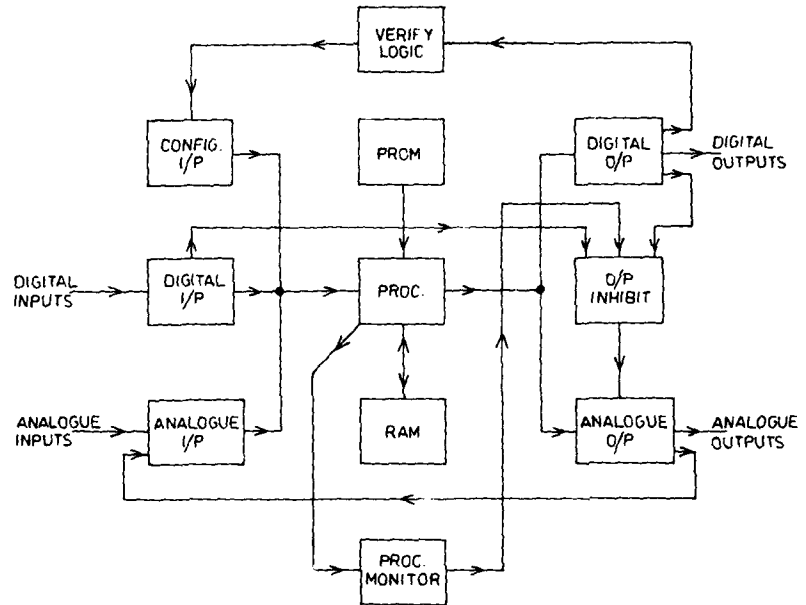 VERIFY
LOGIC
CONFIG.
I/P
PROM
DIGITAL
O/P
DIGITAL
OUTPUTS
DIGITAL
INPUTS
DIGITAL
I/P
PROC.
O/P
INHIBIT
ANALOGUE
INPUTS
ANALOGUE
I/P
RAM
ANALOGUE
O/P
ANALOGUE
OUTPUTS
PROC.
MONITOR